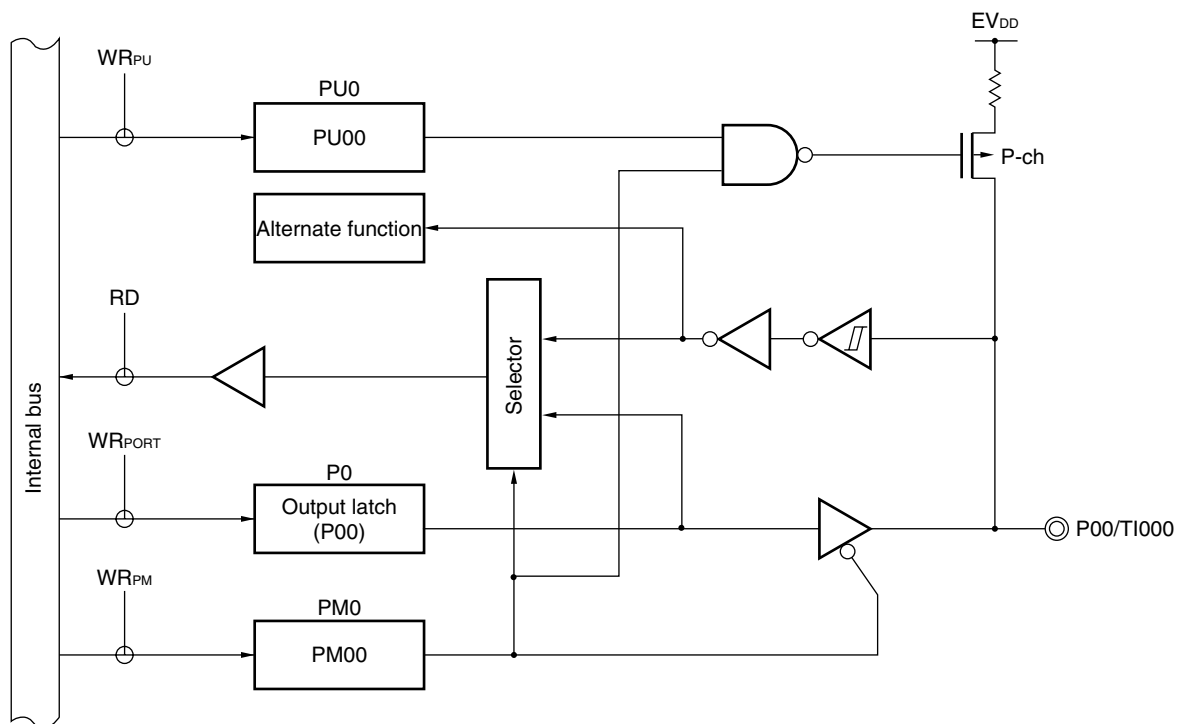 EVDD
WRPU
PU0
PU00
P-ch
Alternate function
RD
Selector
Internal bus
WRPORT
P0
Output latch
(P00)
P00/TI000
WRPM
PM0
PM00